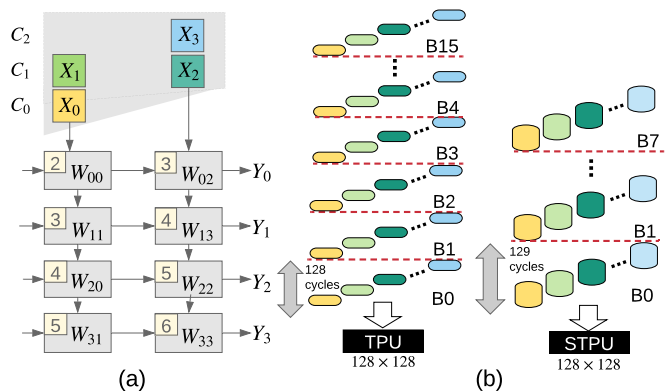 C₂ X₃
C₁ X₁ X₂
C₀ X₀
2 W₀₀ 3 W₀₂ Y₀
3 W₁₁ 4 W₁₃ Y₁
4 W₂₀ 5 W₂₂ Y₂
5 W₃₁ 6 W₃₃ Y₃
(a)
B15
B4
B3
B2
B1
128
cycles
B0
TPU
128 × 128
B7
B1
129
cycles
B0
STPU
128 × 128
(b)